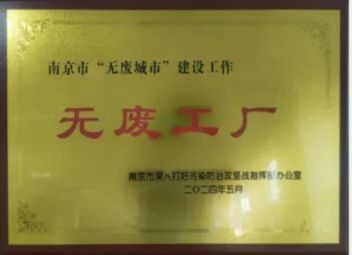 南京市“无废城市”建设工作
无废工厂
南京市深入打好污染防治攻坚战指挥部办公室
二〇二四年五月